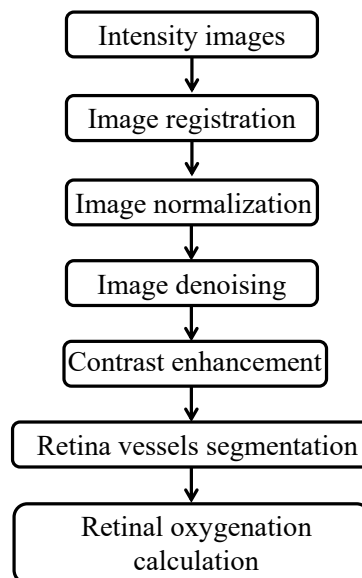 Intensity images
Image registration
Image normalization
Image denoising
Contrast enhancement
Retina vessels segmentation
Retinal oxygenation
calculation